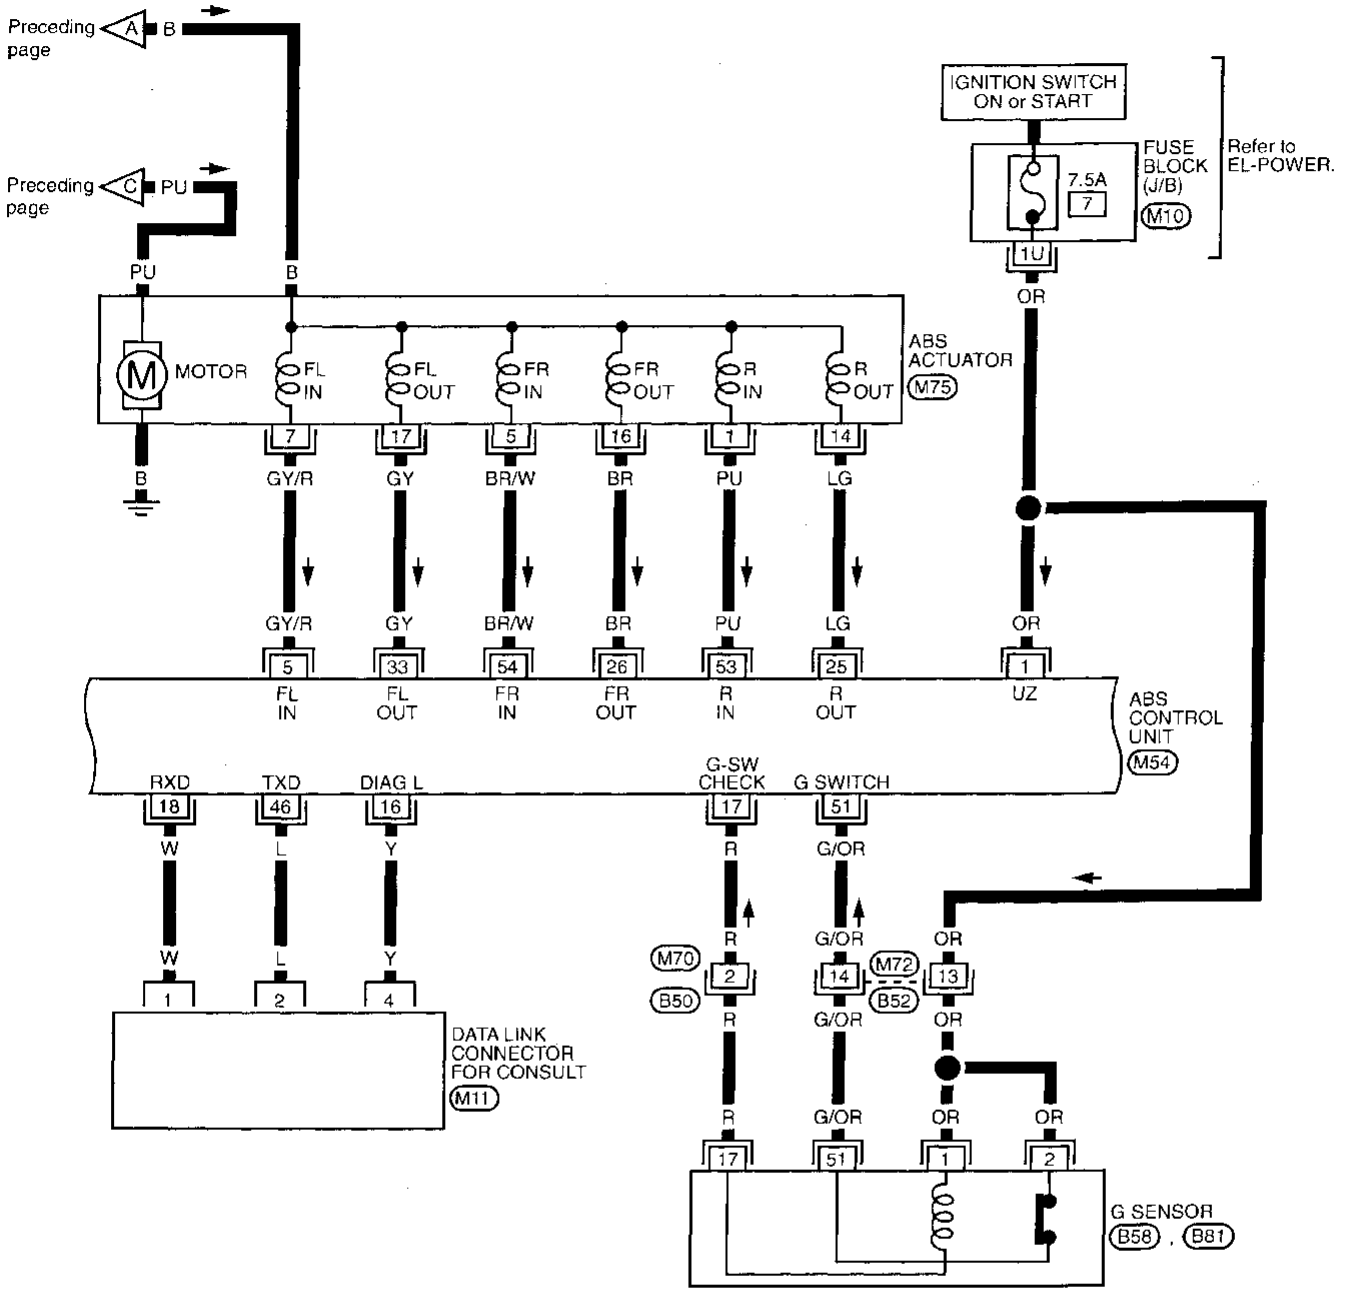 Preceding page
A
B
IGNITION SWITCH
ON or START
FUSE
BLOCK
(J/B)
M10
7.5A
7
Refer to
EL-POWER.
1U
OR
Preceding page
C
PU
PU
B
MOTOR
M
FL IN
FL OUT
FR IN
FR OUT
R IN
R OUT
ABS
ACTUATOR
M75
7 17 5 16 1 14
B
GY/R GY BR/W BR PU LG
GY/R GY BR/W BR PU LG OR
5 33 54 26 53 25 1
FL IN
FL OUT
FR IN
FR OUT
R IN
R OUT
UZ
ABS
CONTROL
UNIT
M54
RXD TXD DIAG L
G-SW
CHECK
G SWITCH
18 46 16 17 51
W L Y R G/OR
W L Y R G/OR OR
M70
2
B50
14
M72
B52
13
R G/OR OR
1 2 4
DATA LINK
CONNECTOR
FOR CONSULT
M11
R G/OR OR OR
17 51 1 2
G SENSOR
B58 , B81